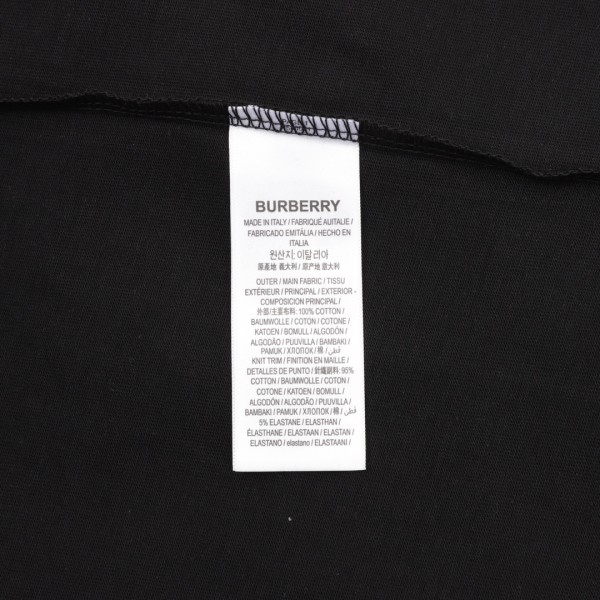 BURBERRY
MADE IN ITALY / FABRIQUÉ AUITALIE /
FABRICADO EMITÁLIA / HECHO EN
ITALIA
원산지: 이탈리아
原產地 義大利 / 原产地 意大利
OUTER / MAIN FABRIC / TISSU
EXTÉRIEUR / PRINCIPAL / EXTERIOR -
COMPOSICION PRINCIPAL /
外部/主要布料: 100% COTTON /
BAUMWOLLE / COTON / COTONE /
KATOEN / BOMULL / ALGODÓN /
ALGODÃO / PUUVILLA / BAMBAKI /
PAMUK / ХЛОПОК / 棉 / قطن /
KNIT TRIM / FINITION EN MAILLE /
DETALLES DE PUNTO / 針織副料: 95%
COTTON / BAUMWOLLE / COTON /
COTONE / KATOEN / BOMULL /
ALGODÓN / ALGODÃO / PUUVILLA /
BAMBAKI / PAMUK / ХЛОПОК / 棉 / قطن /
5% ELASTANE / ELASTHAN /
ÉLASTHANE / ELASTAAN / ELASTAN /
ELASTANO / elastano / ELASTAANI /